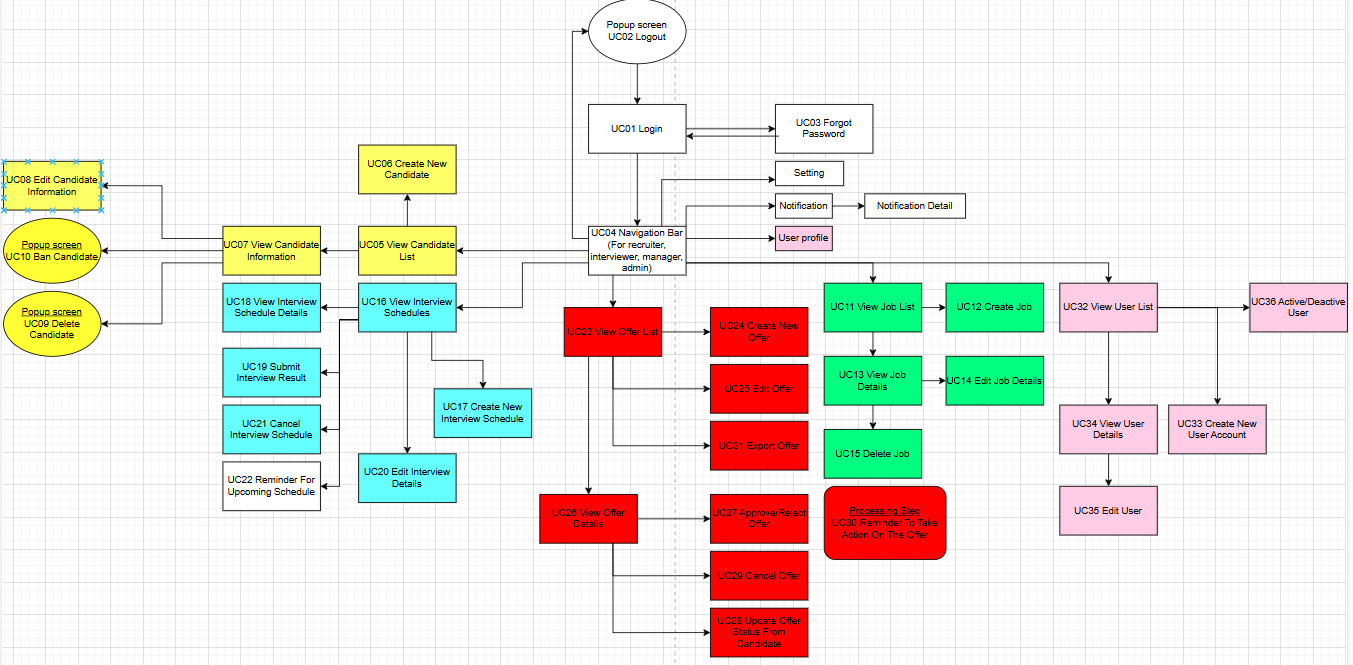 Popup screen
UC02 Logout
UC01 Login
UC03 Forgot
Password
UC06 Create New
Candidate
UC08 Edit Candidate
Information
Setting
Notification
Notification Detail
User profile
UC04 Navigation Bar
(For recruiter,
interviewer, manager,
admin)
UC05 View Candidate
List
UC07 View Candidate
Information
Popup screen
UC10 Ban Candidate
Popup screen
UC09 Delete
Candidate
UC18 View Interview
Schedule Details
UC16 View Interview
Schedules
UC23 View Offer List
UC24 Create New
Offer
UC11 View Job List
UC12 Create Job
UC32 View User List
UC36 Active/Deactive
User
UC19 Submit
Interview Result
UC17 Create New
Interview Schedule
UC25 Edit Offer
UC13 View Job
Details
UC14 Edit Job Details
UC21 Cancel
Interview Schedule
UC31 Export Offer
UC15 Delete Job
UC34 View User
Details
UC33 Create New
User Account
UC22 Reminder For
Upcoming Schedule
UC20 Edit Interview
Details
UC26 View Offer
Details
UC27 Approve/Reject
Offer
Processing Step
UC30 Reminder To Take
Action On The Offer
UC35 Edit User
UC29 Cancel Offer
UC28 Update Offer
Status From
Candidate